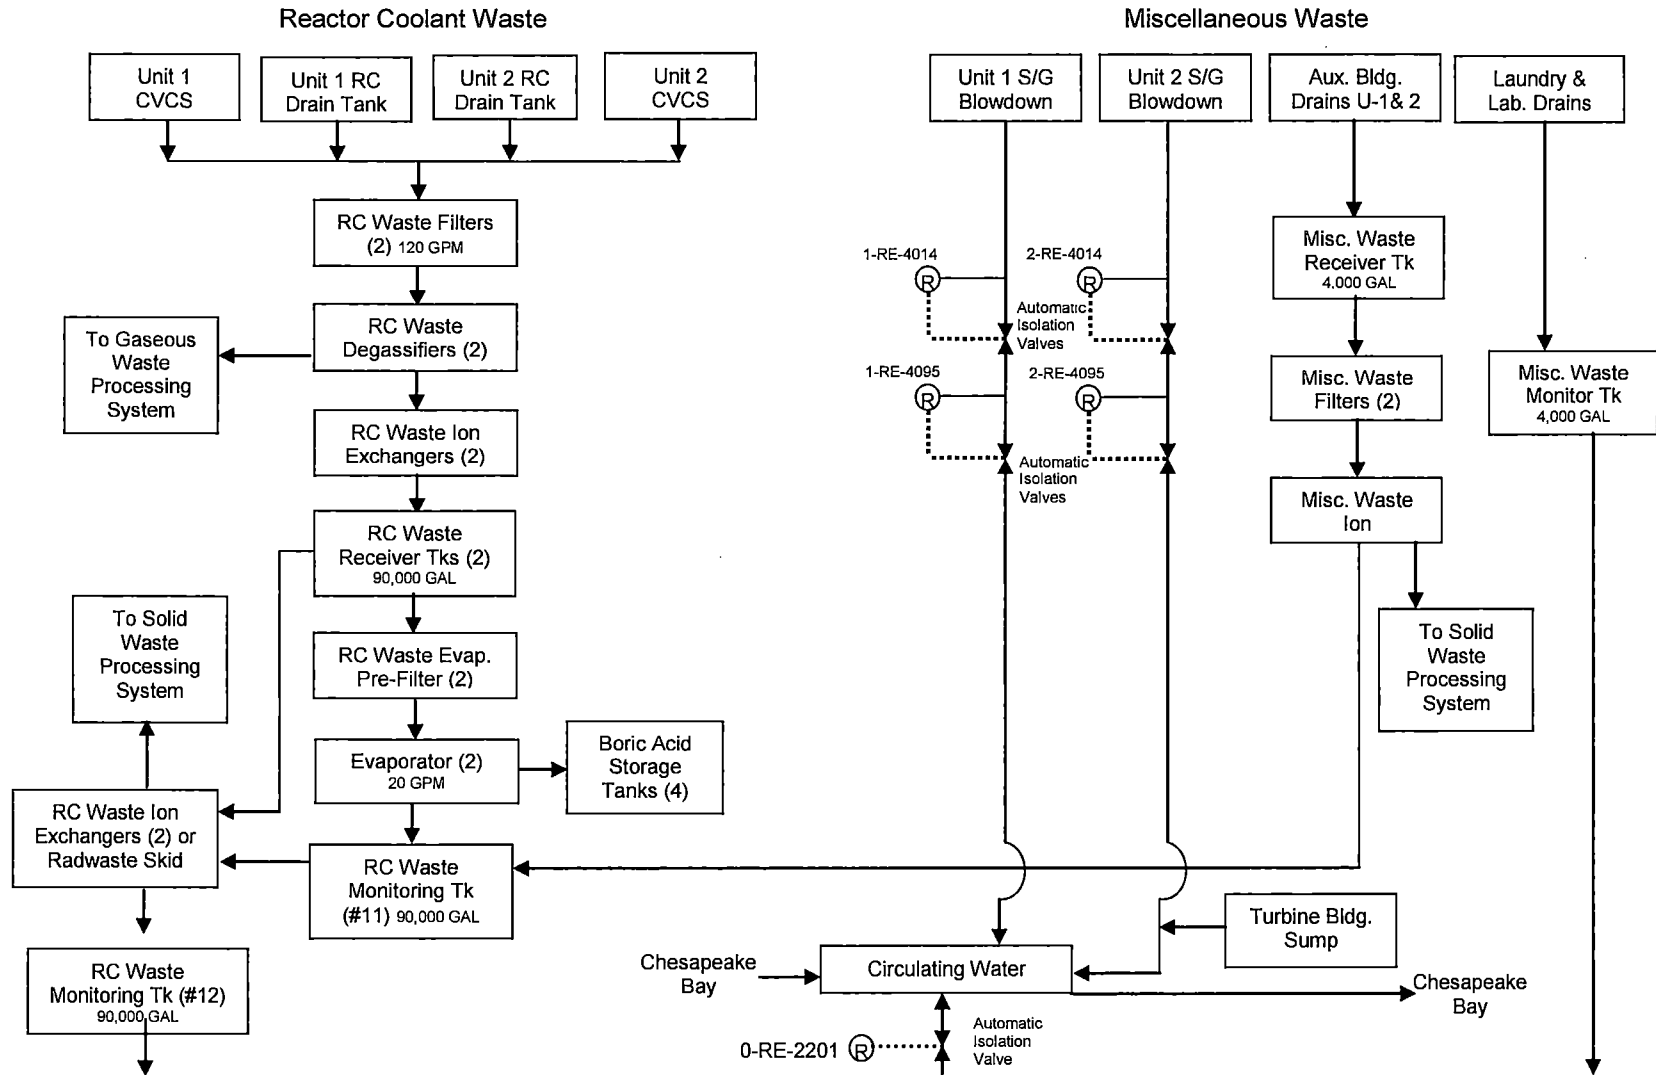 Reactor Coolant Waste
Miscellaneous Waste
Unit 1
CVCS
Unit 1 RC
Drain Tank
Unit 2 RC
Drain Tank
Unit 2
CVCS
Unit 1 S/G
Blowdown
Unit 2 S/G
Blowdown
Aux. Bldg.
Drains U-1& 2
Laundry &
Lab. Drains
RC Waste Filters
(2) 120 GPM
RC Waste
Degassifiers (2)
To Gaseous
Waste
Processing
System
RC Waste Ion
Exchangers (2)
RC Waste
Receiver Tks (2)
90,000 GAL
To Solid
Waste
Processing
System
RC Waste Evap.
Pre-Filter (2)
Evaporator (2)
20 GPM
Boric Acid
Storage
Tanks (4)
RC Waste Ion
Exchangers (2) or
Radwaste Skid
RC Waste
Monitoring Tk
(#11) 90,000 GAL
RC Waste
Monitoring Tk (#12)
90,000 GAL
1-RE-4014
R
2-RE-4014
R
Automatic
Isolation
Valves
1-RE-4095
R
2-RE-4095
R
Automatic
Isolation
Valves
Misc. Waste
Receiver Tk
4,000 GAL
Misc. Waste
Filters (2)
Misc. Waste
Monitor Tk
4,000 GAL
Misc. Waste
Ion
To Solid
Waste
Processing
System
Turbine Bldg.
Sump
Chesapeake
Bay
Circulating Water
Chesapeake
Bay
0-RE-2201 R
Automatic
Isolation
Valve